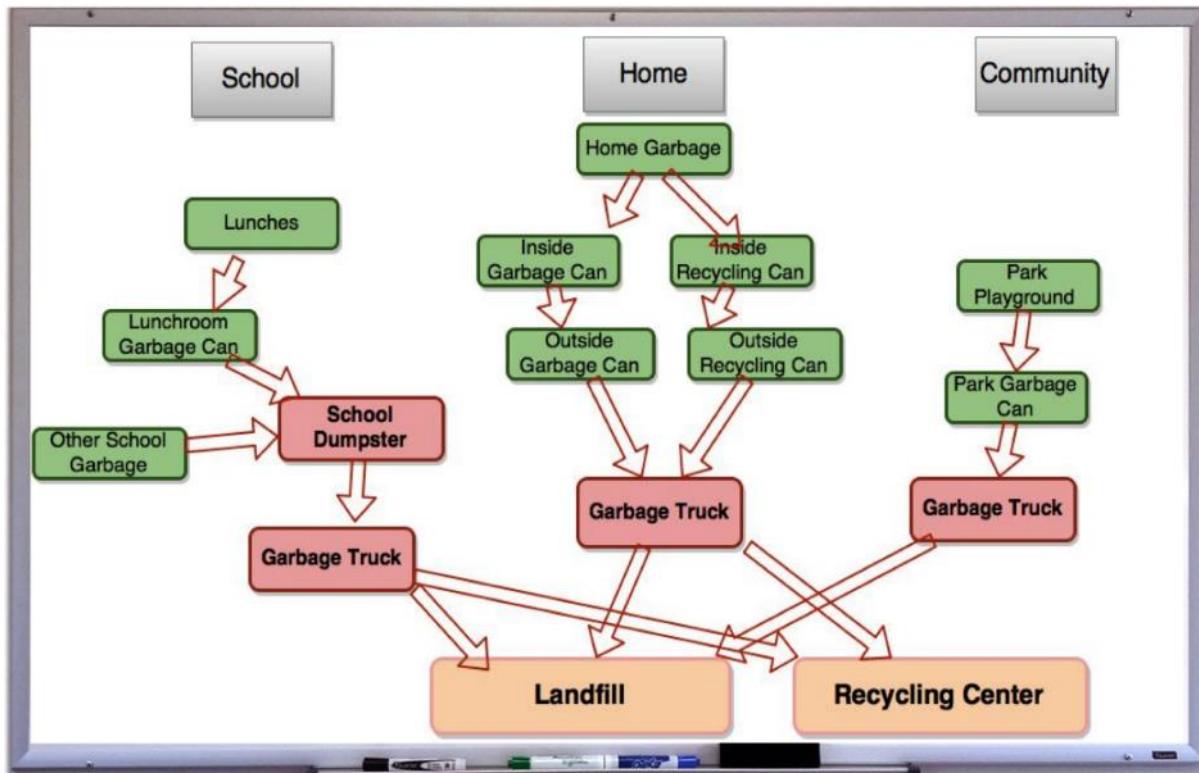 School
Home
Community
Home Garbage
Lunches
Inside
Garbage Can
Inside
Recycling Can
Park
Playground
Lunchroom
Garbage Can
Outside
Garbage Can
Outside
Recycling Can
Park Garbage
Can
School
Dumpster
Other School
Garbage
Garbage Truck
Garbage Truck
Garbage Truck
Landfill
Recycling Center